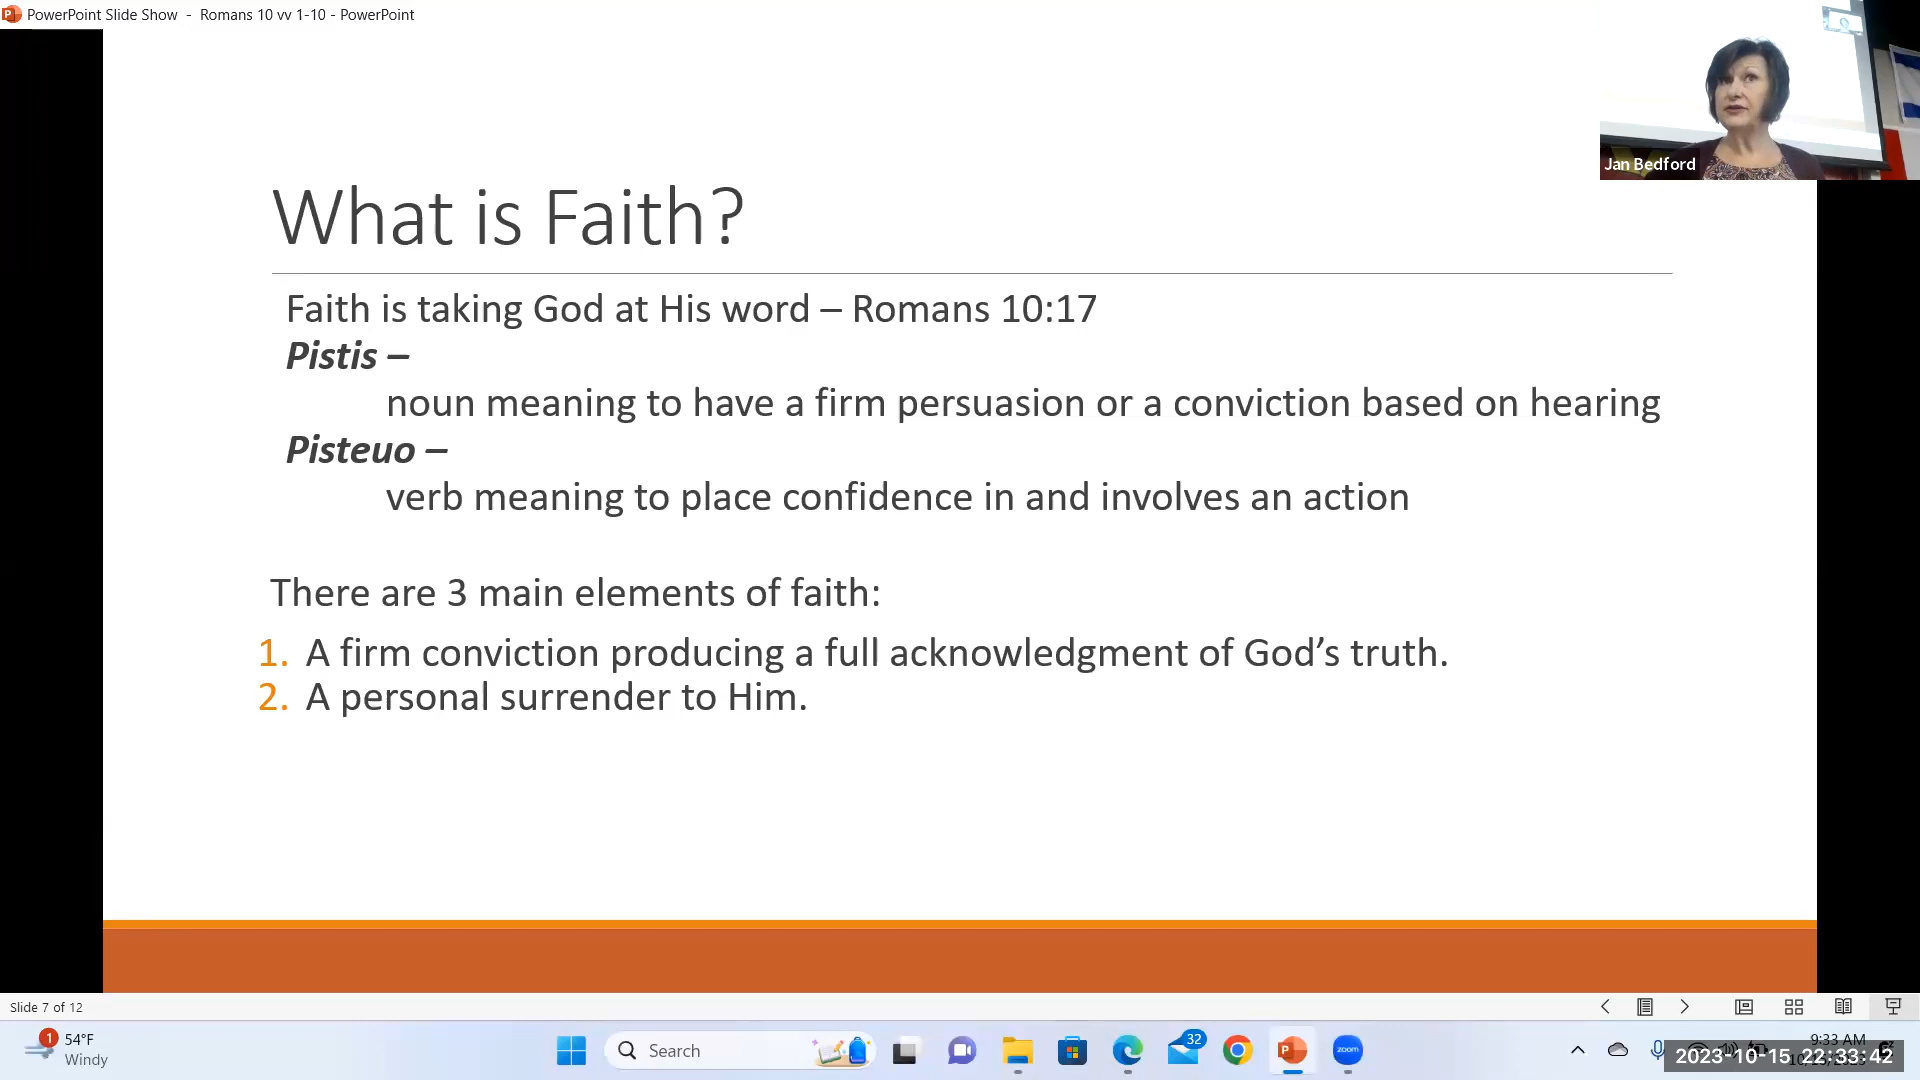 PowerPoint Slide Show - Romans 10 vv 1-10 - PowerPoint
Jan Bedford
What is Faith?
Faith is taking God at His word – Romans 10:17
Pistis –
noun meaning to have a firm persuasion or a conviction based on hearing
Pisteuo –
verb meaning to place confidence in and involves an action
There are 3 main elements of faith:
1. A firm conviction producing a full acknowledgment of God’s truth.
2. A personal surrender to Him.
Slide 7 of 12
1
54°F
Windy
Search
32
zoom
9:33 AM
2023-10-15 22:33:42